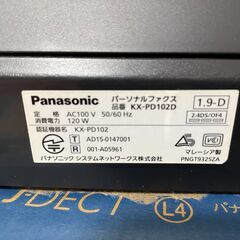 Panasonic パーソナルファクス
品番 KX-PD102D
1.9-D
2.4DS/OF4
定格 AC100 V 50/60 Hz
消費電力 120 W
認証機器名 KX-PD102
T AD15-0147001
R 001-A05961
マレーシア製
パナソニック システムネットワークス株式会社
PNGT9325ZA
J-DECT
L4